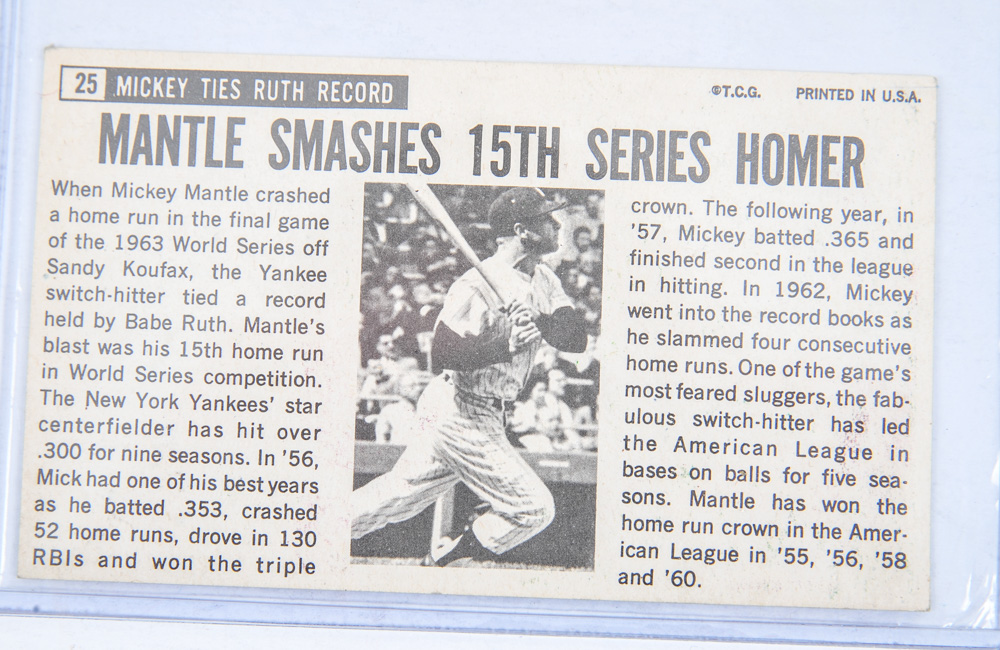 25 MICKEY TIES RUTH RECORD
©T.C.G. PRINTED IN U.S.A.
MANTLE SMASHES 15TH SERIES HOMER
When Mickey Mantle crashed
a home run in the final game
of the 1963 World Series off
Sandy Koufax, the Yankee
switch-hitter tied a record
held by Babe Ruth. Mantle's
blast was his 15th home run
in World Series competition.
The New York Yankees' star
centerfielder has hit over
.300 for nine seasons. In '56,
Mick had one of his best years
as he batted .353, crashed
52 home runs, drove in 130
RBIs and won the triple
crown. The following year, in
'57, Mickey batted .365 and
finished second in the league
in hitting. In 1962, Mickey
went into the record books as
he slammed four consecutive
home runs. One of the game's
most feared sluggers, the fab-
ulous switch-hitter has led
the American League in
bases on balls for five sea-
sons. Mantle has won the
home run crown in the Amer-
ican League in '55, '56, '58
and '60.